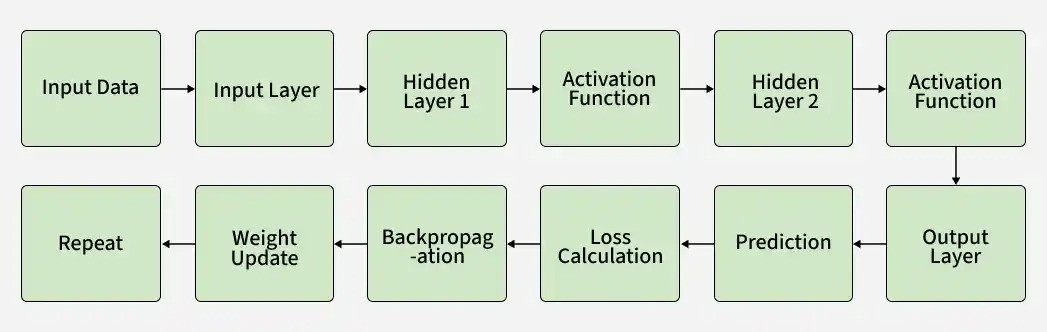 Input Data
Input Layer
Hidden
Layer 1
Activation
Function
Hidden
Layer 2
Activation
Function
Repeat
Weight
Update
Backpropag
-ation
Loss
Calculation
Prediction
Output
Layer